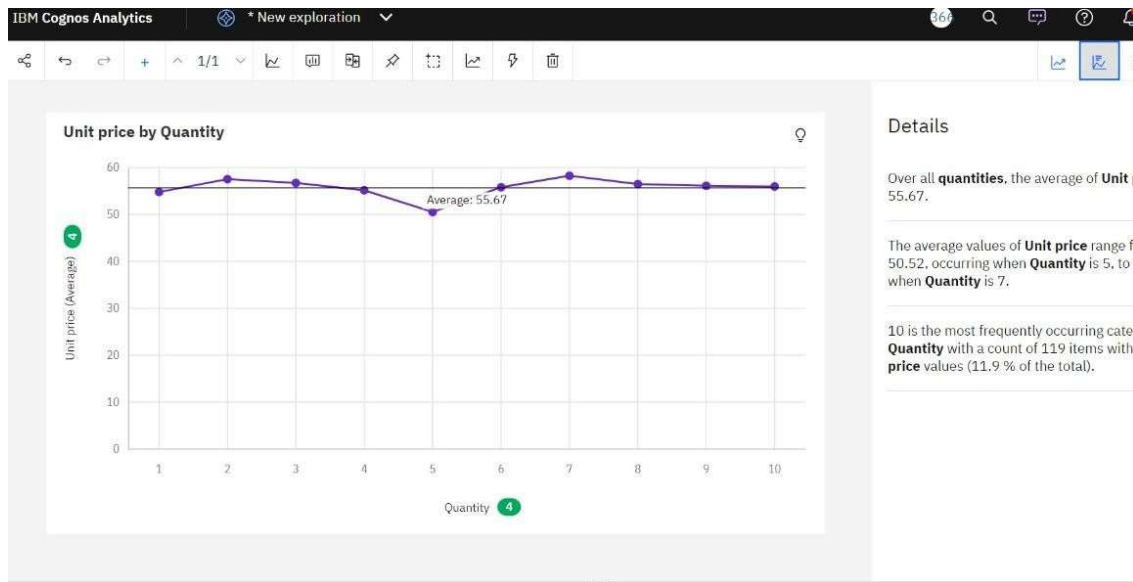 IBM Cognos Analytics
* New exploration
366
1/1
Unit price by Quantity
60
50
40
30
20
10
0
Unit price (Average) 4
Average: 55.67
1 2 3 4 5 6 7 8 9 10
Quantity 4
Details
Over all quantities, the average of Unit
55.67.
The average values of Unit price range f
50.52, occurring when Quantity is 5, to
when Quantity is 7.
10 is the most frequently occurring cate
Quantity with a count of 119 items with
price values (11.9 % of the total).